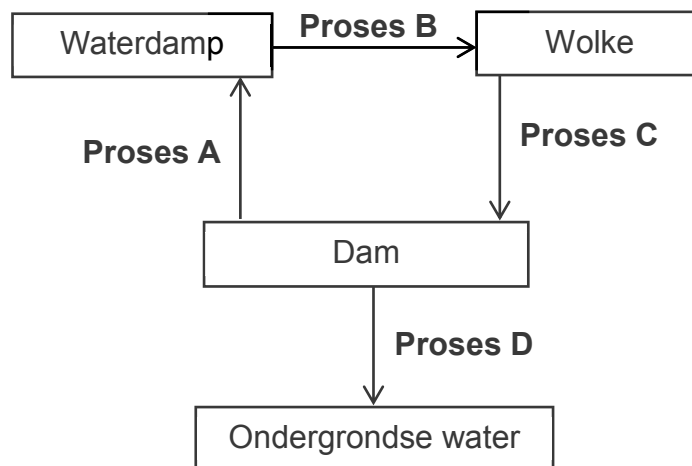 Waterdamp
Proses B
Wolke
Proses A
Proses C
Dam
Proses D
Ondergrondse water